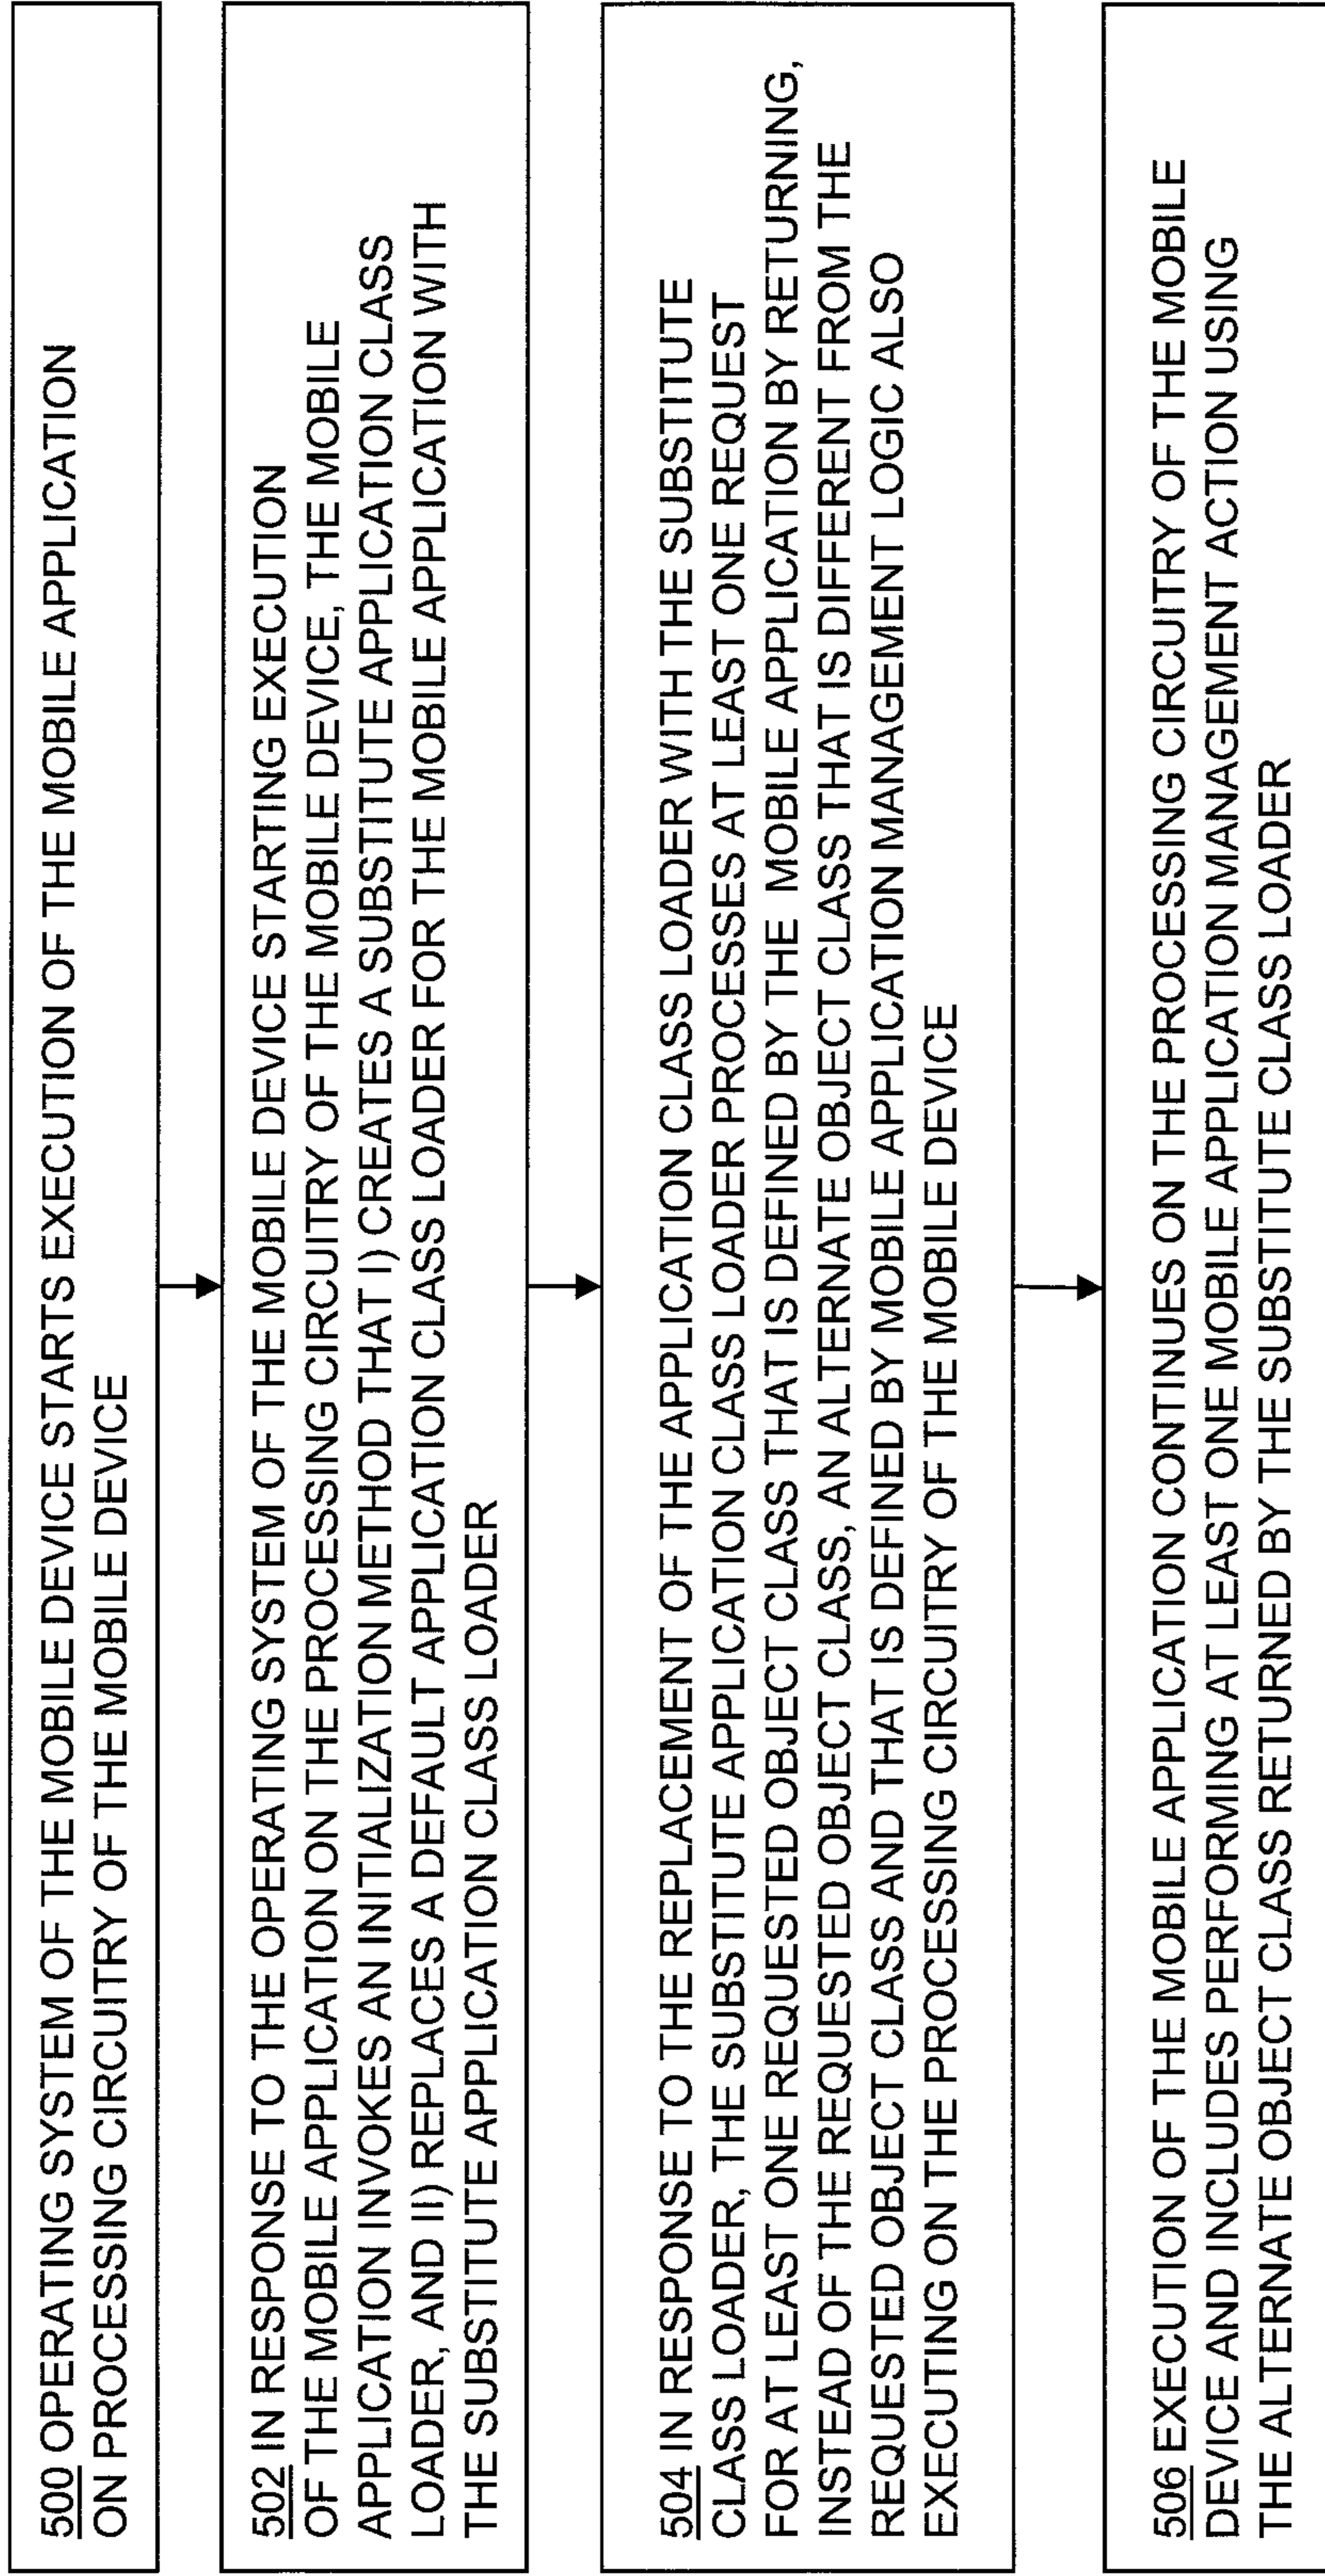 500 OPERATING SYSTEM OF THE MOBILE DEVICE STARTS EXECUTION OF THE MOBILE APPLICATION
ON PROCESSING CIRCUITRY OF THE MOBILE DEVICE
502 IN RESPONSE TO THE OPERATING SYSTEM OF THE MOBILE DEVICE STARTING EXECUTION
OF THE MOBILE APPLICATION ON THE PROCESSING CIRCUITRY OF THE MOBILE DEVICE, THE MOBILE
APPLICATION INVOKES AN INITIALIZATION METHOD THAT I) CREATES A SUBSTITUTE APPLICATION CLASS
LOADER, AND II) REPLACES A DEFAULT APPLICATION CLASS LOADER FOR THE MOBILE APPLICATION WITH
THE SUBSTITUTE APPLICATION CLASS LOADER
504 IN RESPONSE TO THE REPLACEMENT OF THE APPLICATION CLASS LOADER WITH THE SUBSTITUTE
CLASS LOADER, THE SUBSTITUTE APPLICATION CLASS LOADER PROCESSES AT LEAST ONE REQUEST
FOR AT LEAST ONE REQUESTED OBJECT CLASS THAT IS DEFINED BY THE MOBILE APPLICATION BY RETURNING,
INSTEAD OF THE REQUESTED OBJECT CLASS, AN ALTERNATE OBJECT CLASS THAT IS DIFFERENT FROM THE
REQUESTED OBJECT CLASS AND THAT IS DEFINED BY MOBILE APPLICATION MANAGEMENT LOGIC ALSO
EXECUTING ON THE PROCESSING CIRCUITRY OF THE MOBILE DEVICE
506 EXECUTION OF THE MOBILE APPLICATION CONTINUES ON THE PROCESSING CIRCUITRY OF THE MOBILE
DEVICE AND INCLUDES PERFORMING AT LEAST ONE MOBILE APPLICATION MANAGEMENT ACTION USING
THE ALTERNATE OBJECT CLASS RETURNED BY THE SUBSTITUTE CLASS LOADER